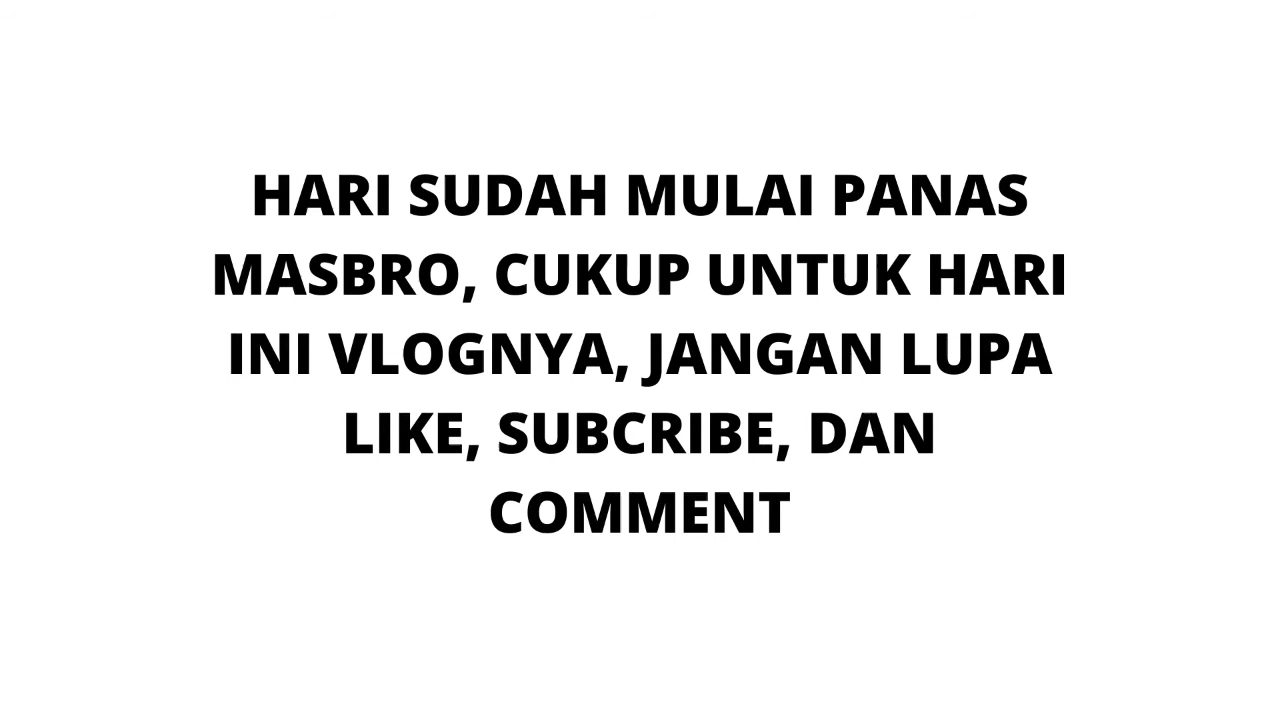 HARI SUDAH MULAI PANAS
MASBRO, CUKUP UNTUK HARI
INI VLOGNYA, JANGAN LUPA
LIKE, SUBCRIBE, DAN
COMMENT